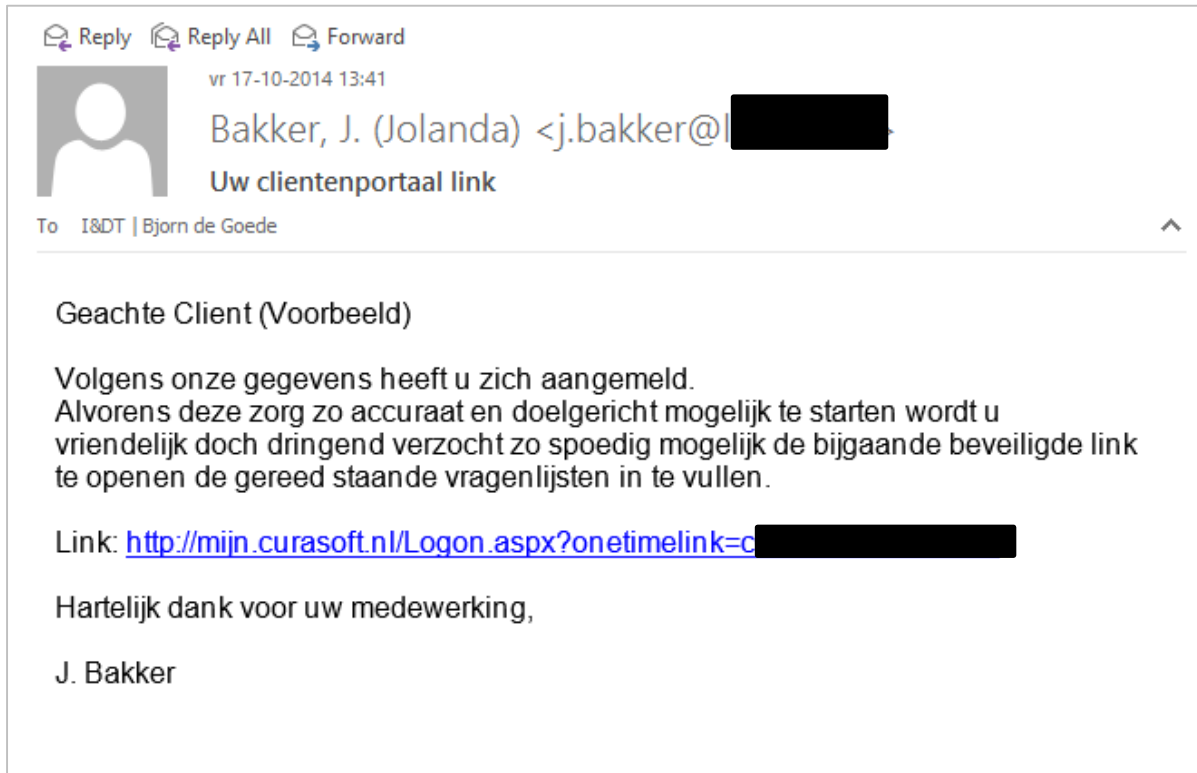 Reply Reply All Forward
vr 17-10-2014 13:41
Bakker, J. (Jolanda) <j.bakker@l
Uw clientenportaal link
To I&DT | Bjorn de Goede
Geachte Client (Voorbeeld)
Volgens onze gegevens heeft u zich aangemeld.
Alvorens deze zorg zo accuraat en doelgericht mogelijk te starten wordt u
vriendelijk doch dringend verzocht zo spoedig mogelijk de bijgaande beveiligde link
te openen de gereed staande vragenlijsten in te vullen.
Link: http://mijn.curasoft.nl/Logon.aspx?onetimelink=c
Hartelijk dank voor uw medewerking,
J. Bakker